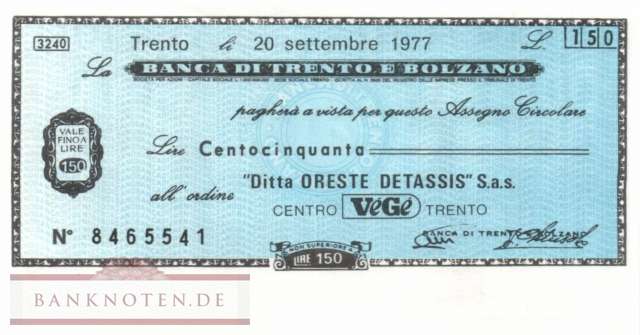 3240 Trento li 20 settembre 1977 L. 150
La BANCA DI TRENTO E BOLZANO
pagherà a vista per questo Assegno Circolare
VALE FINO A LIRE 150
Lire Centocinquanta
all'ordine "Ditta ORESTE DETASSIS" S.a.s.
CENTRO VéGé TRENTO
N° 8465541
BANCA DI TRENTO E BOLZANO
NON SUPERIORE A
LIRE 150
BANKNOTEN.DE